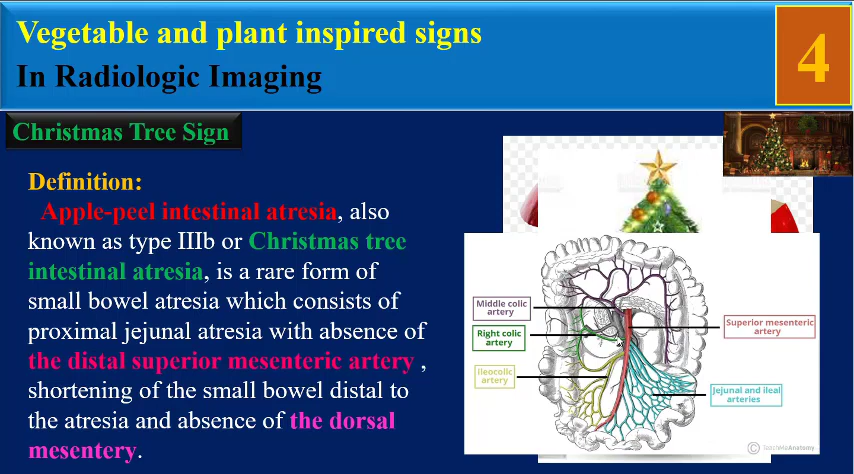 Vegetable and plant inspired signs
In Radiologic Imaging
4
Christmas Tree Sign
Definition:
Apple-peel intestinal atresia, also
known as type IIIb or Christmas tree
intestinal atresia, is a rare form of
small bowel atresia which consists of
proximal jejunal atresia with absence of
the distal superior mesenteric artery ,
shortening of the small bowel distal to
the atresia and absence of the dorsal
mesentery.
Middle colic
artery
Right colic
artery
Ileocolic
artery
Superior mesenteric
artery
Jejunal and ileal
arteries
© TeachMeAnatomy